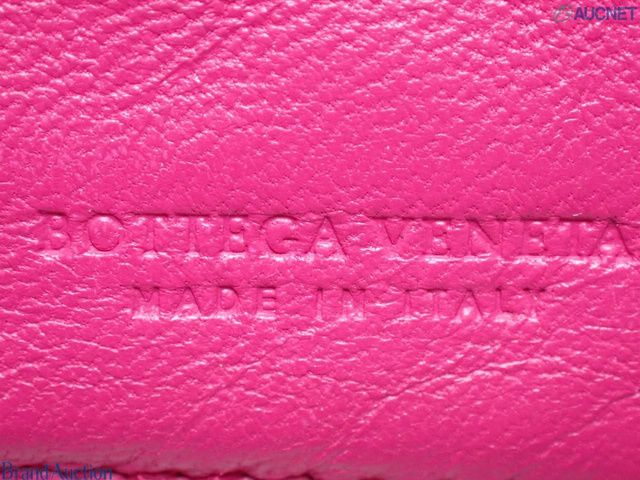 AUCNET
BOTTEGA VENETA
MADE IN ITALY
Brand Auction